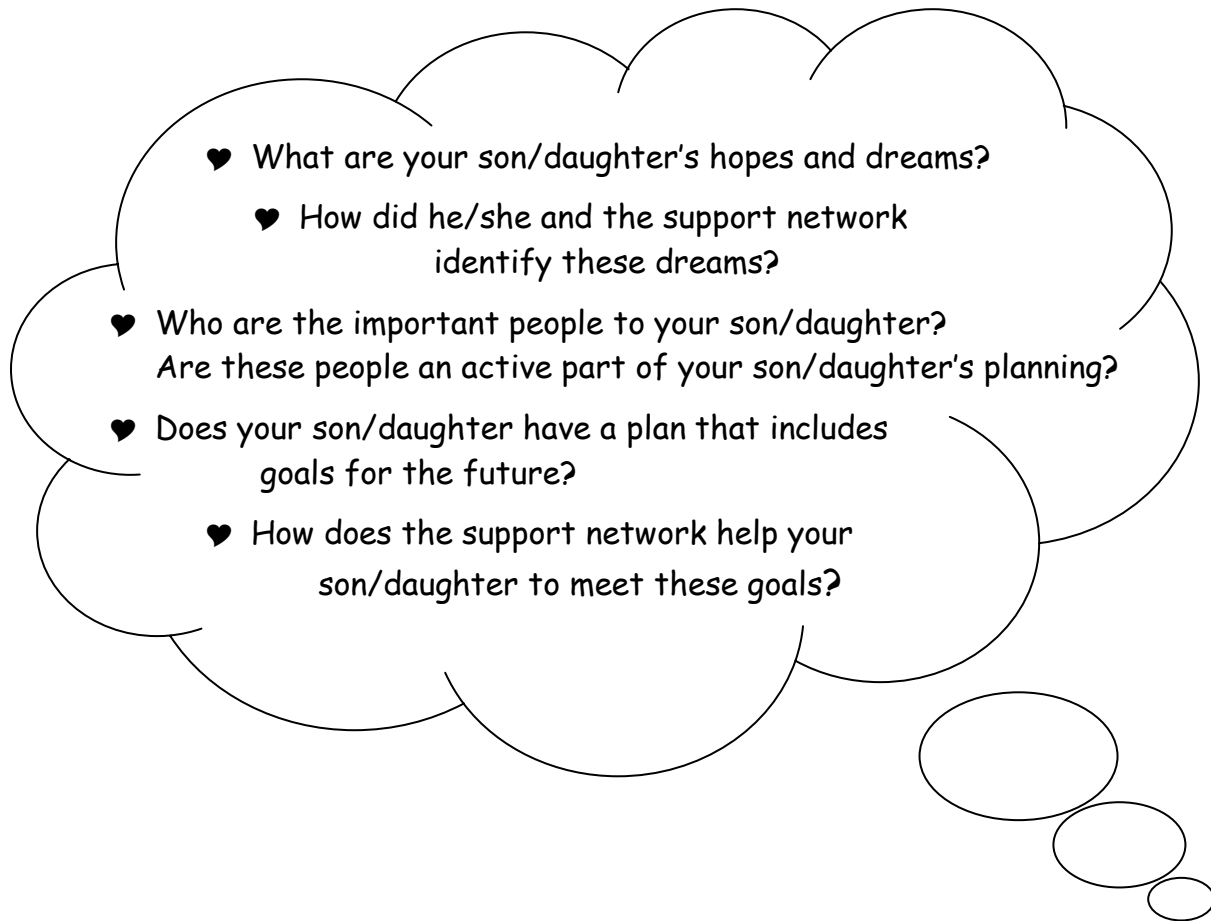 ♥ What are your son/daughter’s hopes and dreams?
♥ How did he/she and the support network
identify these dreams?
♥ Who are the important people to your son/daughter?
Are these people an active part of your son/daughter’s planning?
♥ Does your son/daughter have a plan that includes
goals for the future?
♥ How does the support network help your
son/daughter to meet these goals?